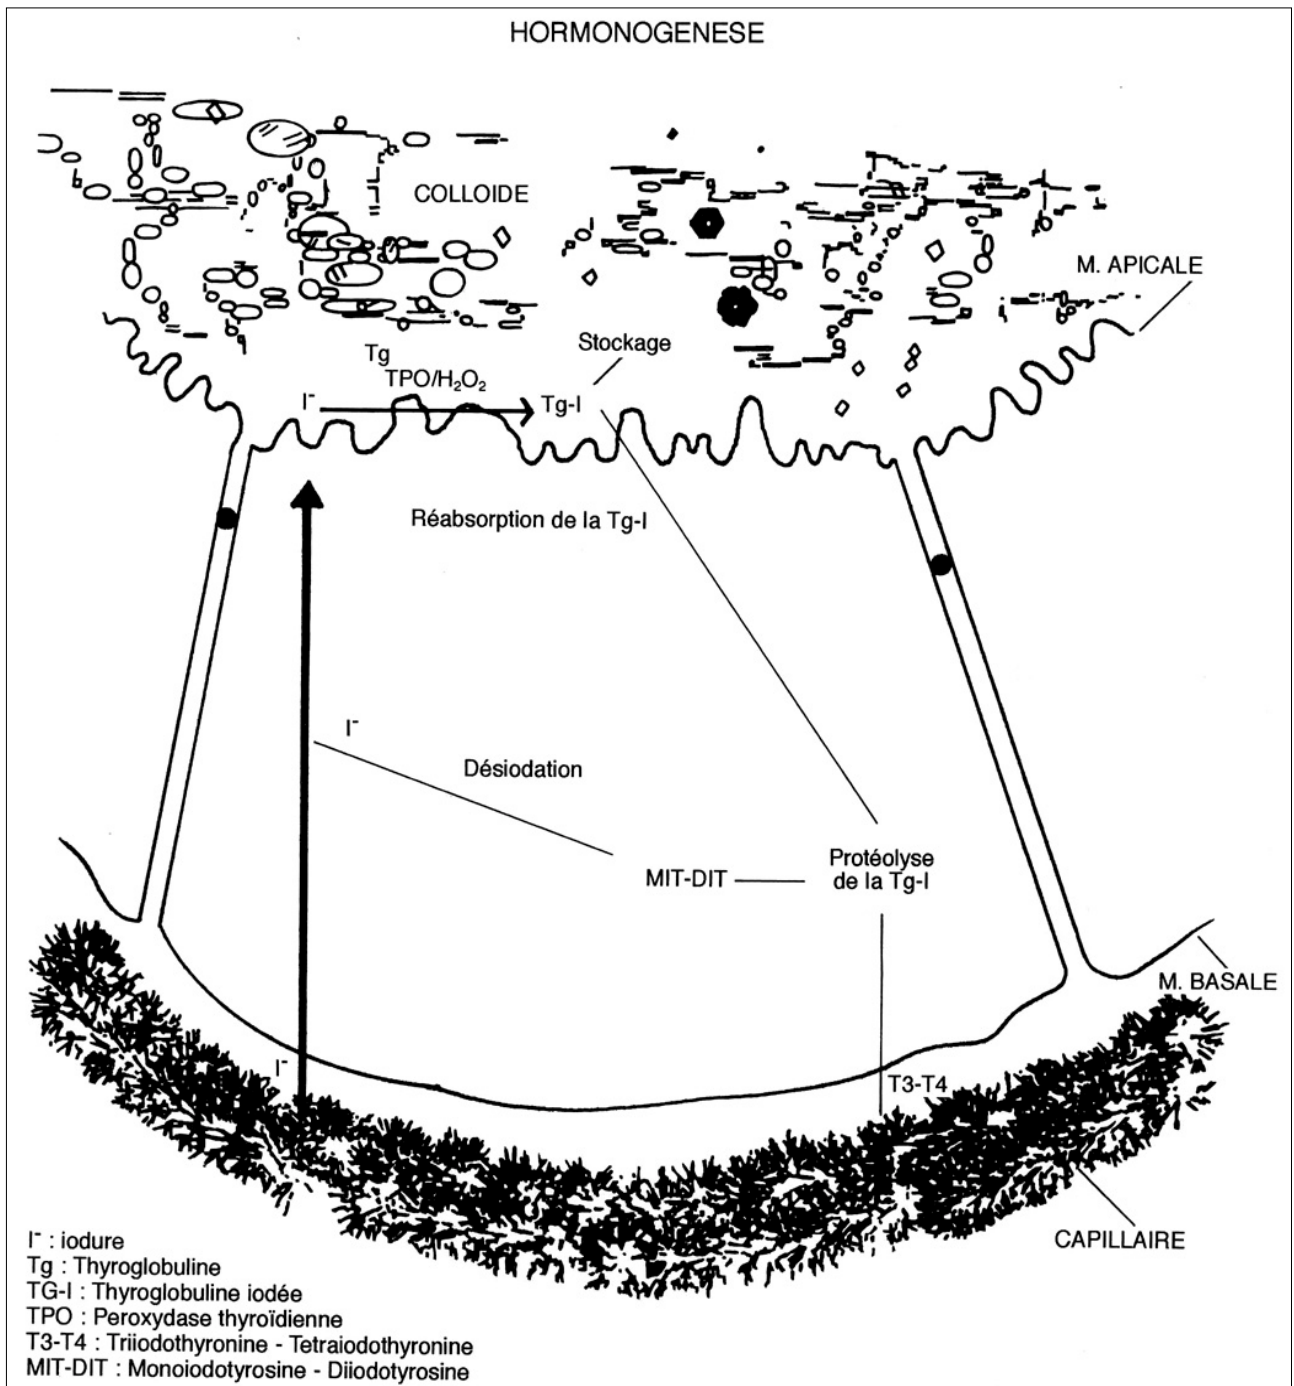 HORMONOGENESE
COLLOIDE
M. APICALE
Stockage
Tg
TPO/H₂O₂
I⁻
Tg-I
Réabsorption de la Tg-I
I⁻
Désiodation
MIT-DIT
Protéolyse
de la Tg-I
M. BASALE
I⁻
T3-T4
CAPILLAIRE
I⁻ : iodure
Tg : Thyroglobuline
TG-I : Thyroglobuline iodée
TPO : Peroxydase thyroïdienne
T3-T4 : Triiodothyronine - Tetraiodothyronine
MIT-DIT : Monoiodotyrosine - Diiodotyrosine